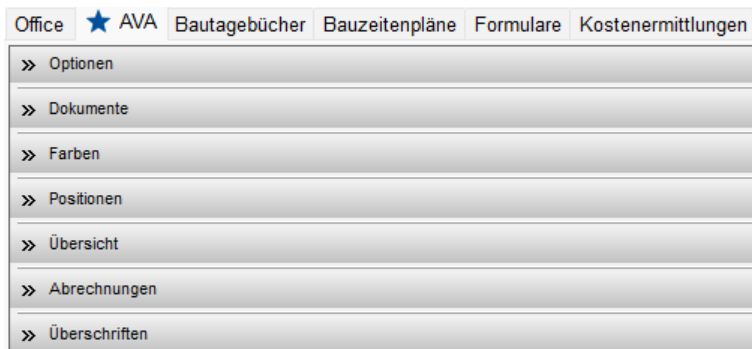 Office AVA Bautagebücher Bauzeitenpläne Formulare Kostenermittlungen
Optionen
Dokumente
Farben
Positionen
Übersicht
Abrechnungen
Überschriften